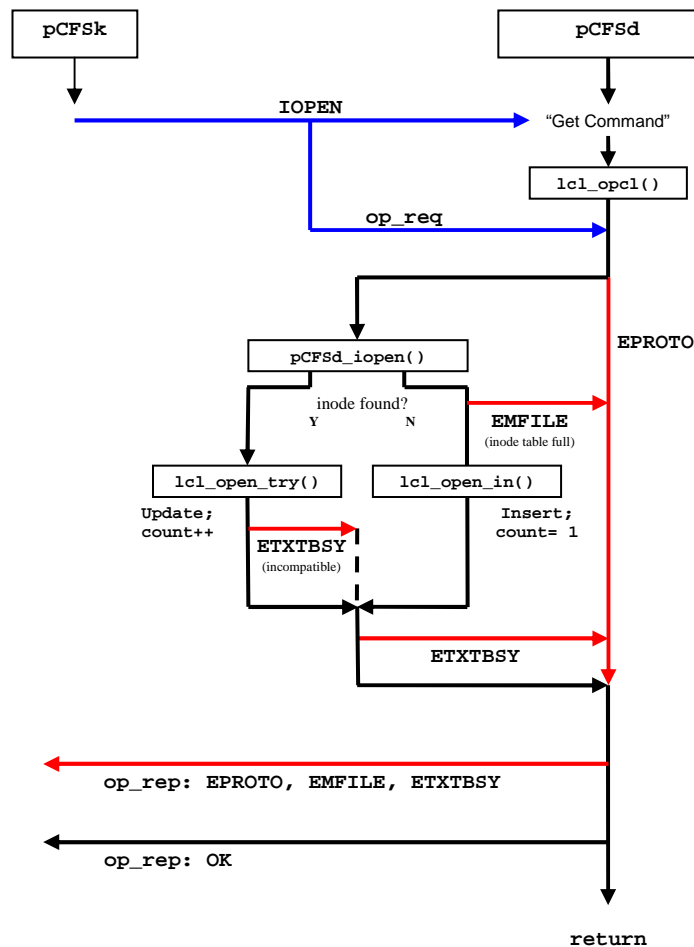 pCFSk
pCFSd
IOPEN
“Get Command”
lcl_opcl()
op_req
EPROTO
pCFSd_iopen()
inode found?
Y N
EMFILE
(inode table full)
lcl_open_try()
lcl_open_in()
Update;
count++
Insert;
count= 1
ETXTBSY
(incompatible)
ETXTBSY
op_rep: EPROTO, EMFILE, ETXTBSY
op_rep: OK
return